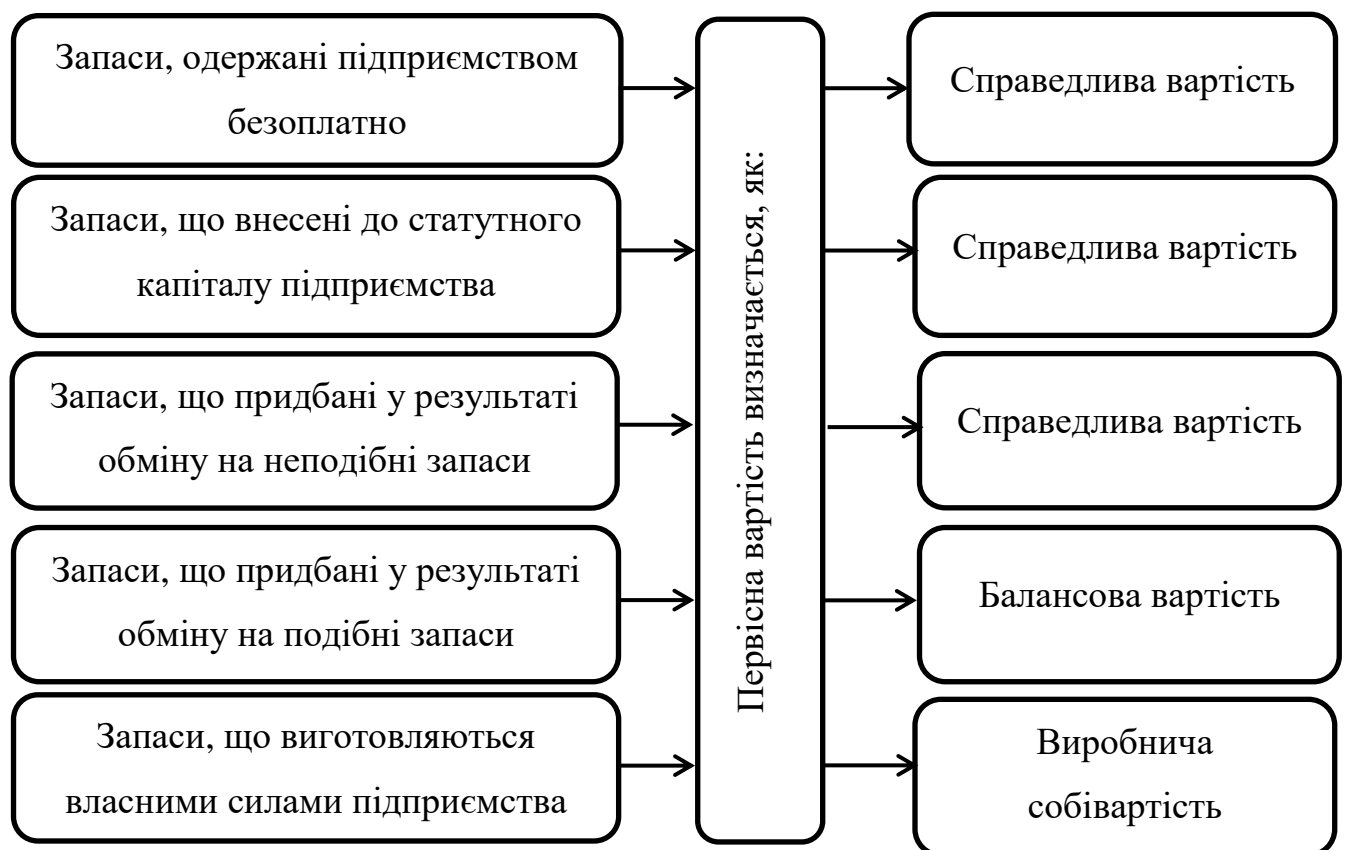 Запаси, одержані підприємством
безоплатно
Запаси, що внесені до статутного
капіталу підприємства
Запаси, що придбані у результаті
обміну на неподібні запаси
Запаси, що придбані у результаті
обміну на подібні запаси
Запаси, що виготовляються
власними силами підприємства
Первісна вартість визначається, як:
Справедлива вартість
Справедлива вартість
Справедлива вартість
Балансова вартість
Виробнича
собівартість